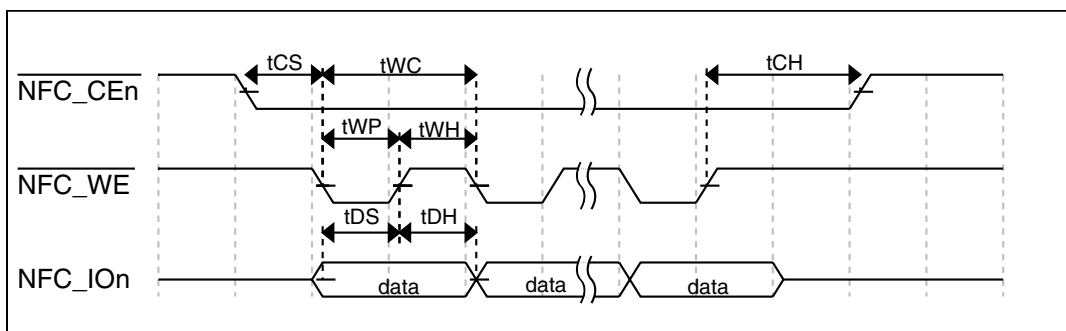 tCS tWC tCH
NFC_CEn
tWP tWH
NFC_WE
tDS tDH
NFC_IOn data data data